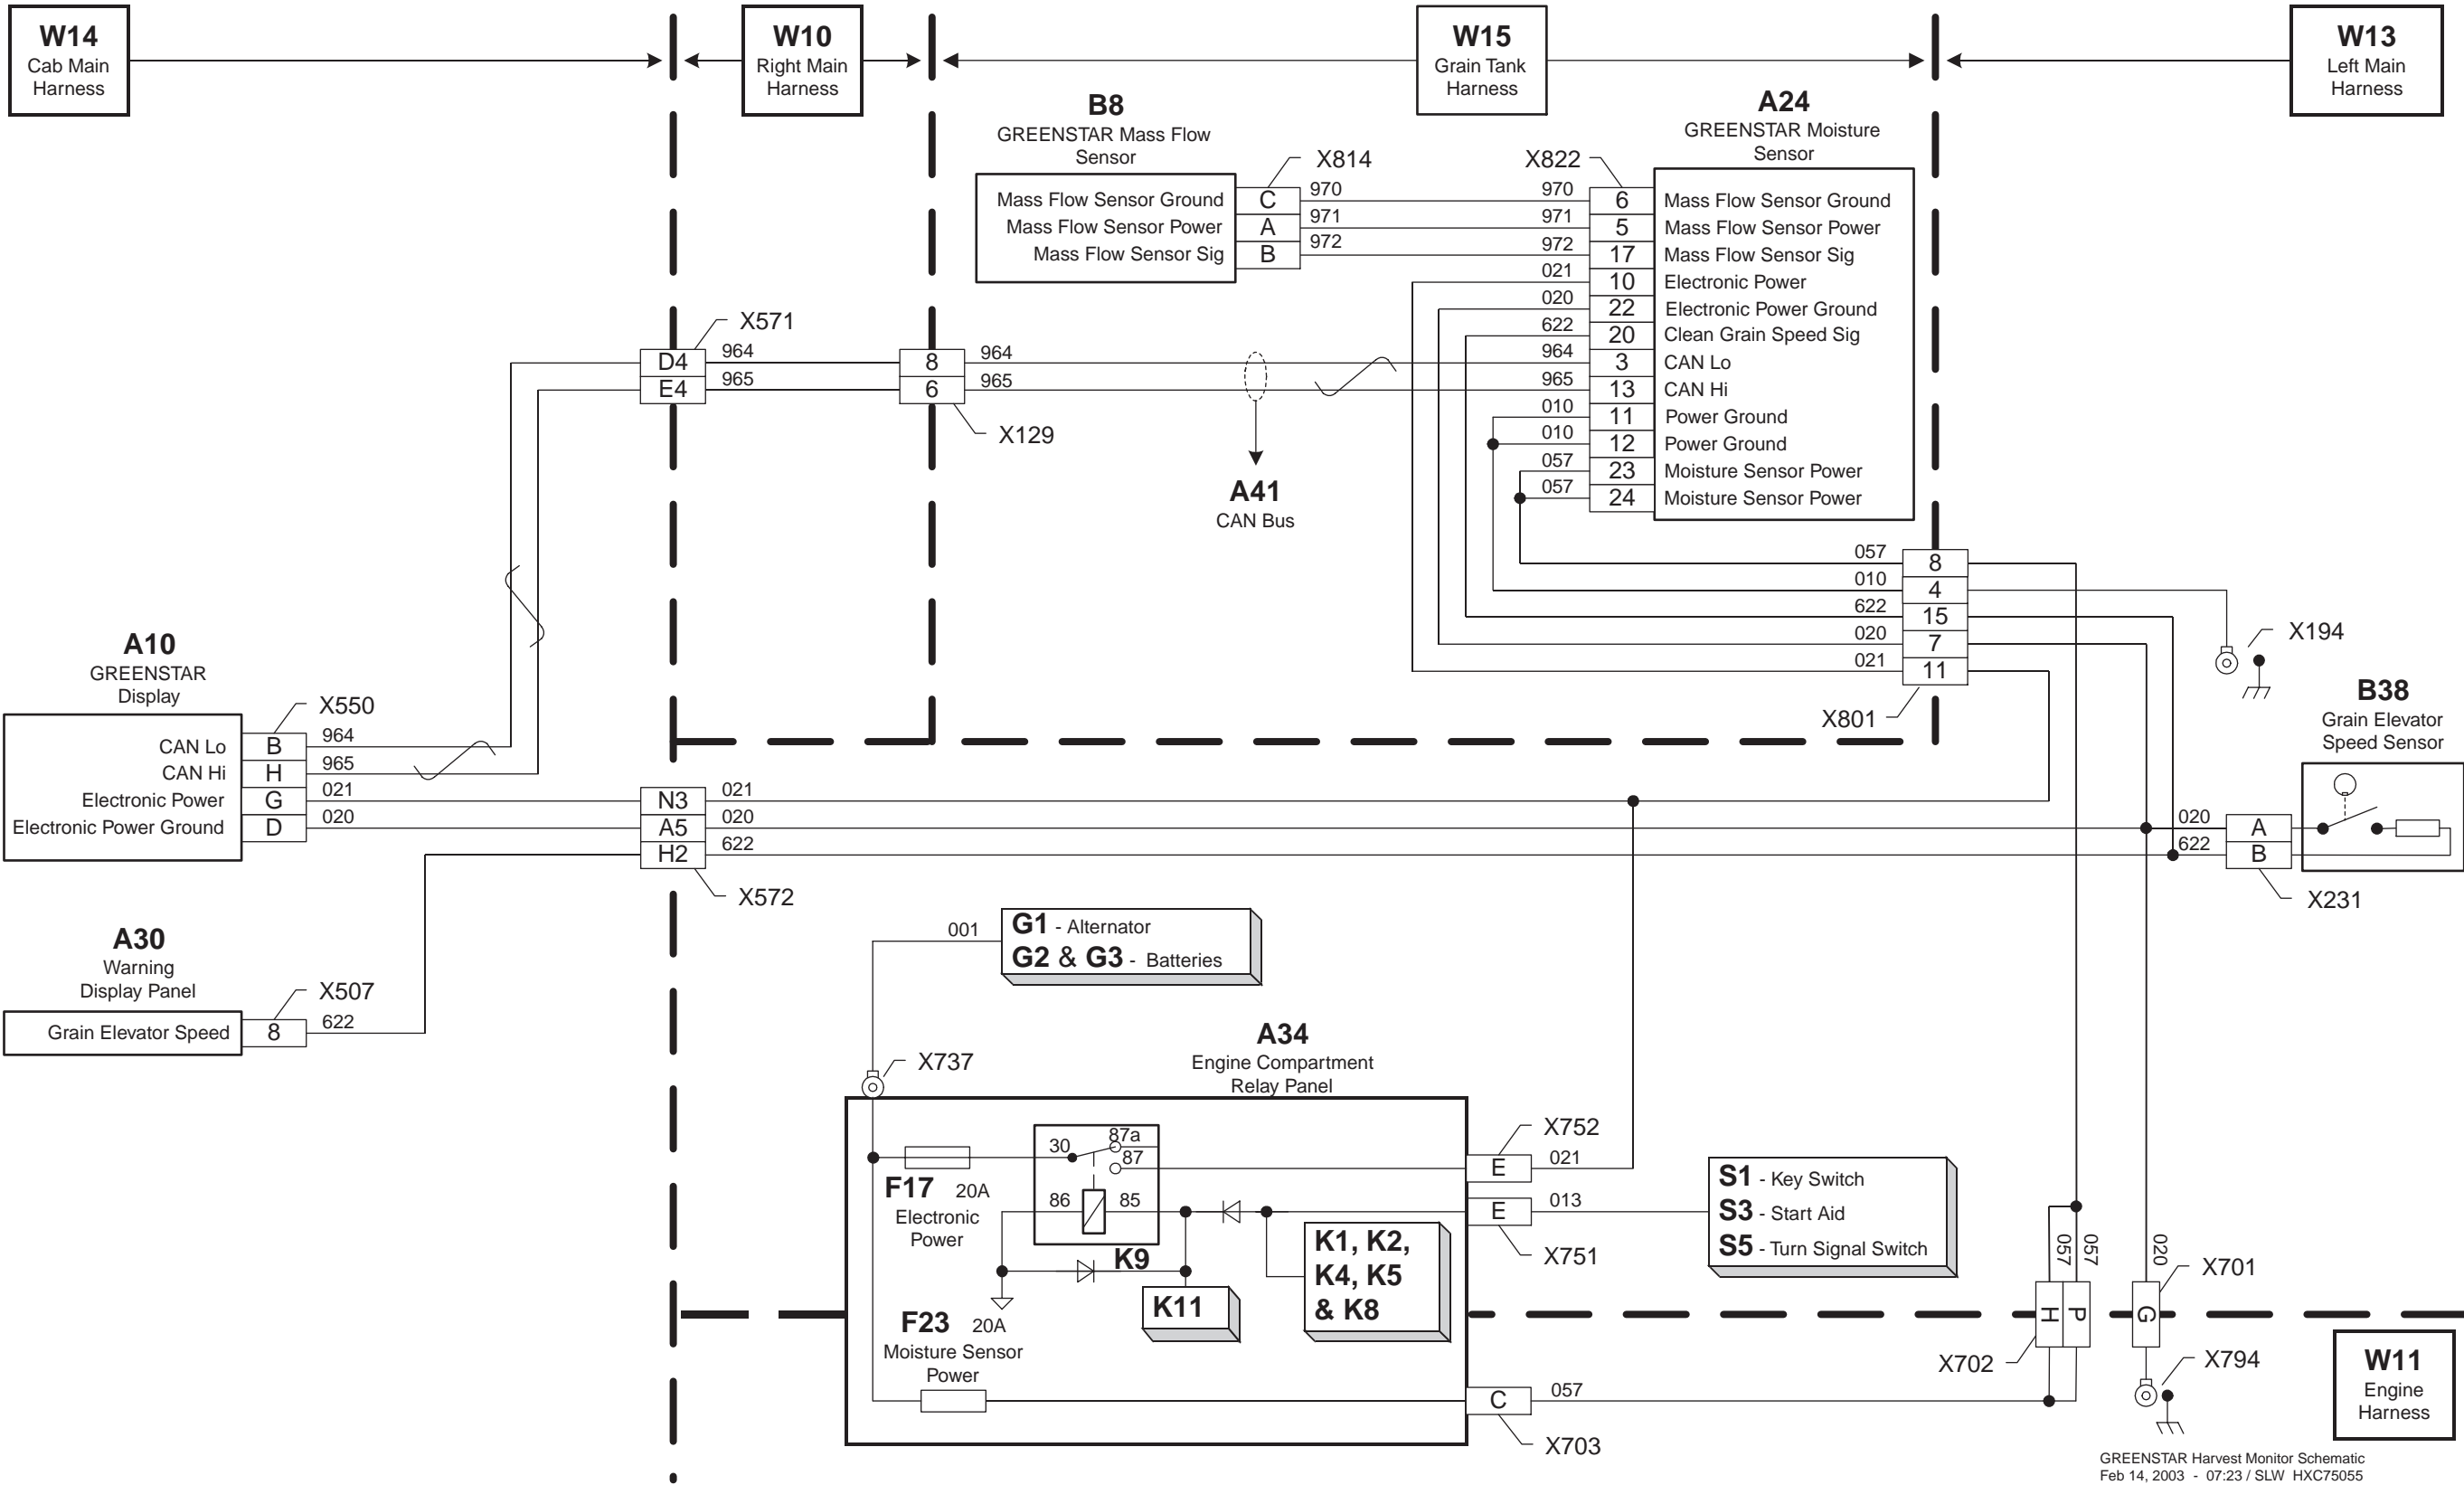 W14
Cab Main
Harness
W10
Right Main
Harness
W15
Grain Tank
Harness
W13
Left Main
Harness
B8
GREENSTAR Mass Flow
Sensor
X814
Mass Flow Sensor Ground C 970
Mass Flow Sensor Power A 971
Mass Flow Sensor Sig B 972
A24
GREENSTAR Moisture
Sensor
X822
970 6 Mass Flow Sensor Ground
971 5 Mass Flow Sensor Power
972 17 Mass Flow Sensor Sig
021 10 Electronic Power
020 22 Electronic Power Ground
622 20 Clean Grain Speed Sig
964 3 CAN Lo
965 13 CAN Hi
010 11 Power Ground
010 12 Power Ground
057 23 Moisture Sensor Power
057 24 Moisture Sensor Power
X571
D4 964 8 964
E4 965 6 965
X129
A41
CAN Bus
057 8
010 4
622 15
020 7
021 11
X801
X194
A10
GREENSTAR
Display
X550
CAN Lo B 964
CAN Hi H 965
Electronic Power G 021
Electronic Power Ground D 020
N3 021
A5 020
H2 622
X572
B38
Grain Elevator
Speed Sensor
020 A
622 B
X231
A30
Warning
Display Panel
X507
Grain Elevator Speed 8 622
001
G1 - Alternator
G2 & G3 - Batteries
X737
A34
Engine Compartment
Relay Panel
30
87a
87
F17 20A
Electronic
Power
86
85
K9
K11
K1, K2,
K4, K5
& K8
X752
E 021
E 013
X751
S1 - Key Switch
S3 - Start Aid
S5 - Turn Signal Switch
F23 20A
Moisture Sensor
Power
C 057
X703
057
057
020
H
P
G
X701
X702
X794
W11
Engine
Harness
GREENSTAR Harvest Monitor Schematic
Feb 14, 2003 - 07:23 / SLW HXC75055